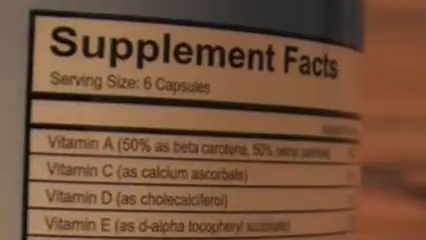 Supplement Facts
Serving Size: 6 Capsules
Vitamin A (50% as beta carotene, 50%
Vitamin C (as calcium ascorbate)
Vitamin D (as cholecalciferol)
Vitamin E (as d-alpha tocopheryl succinate)